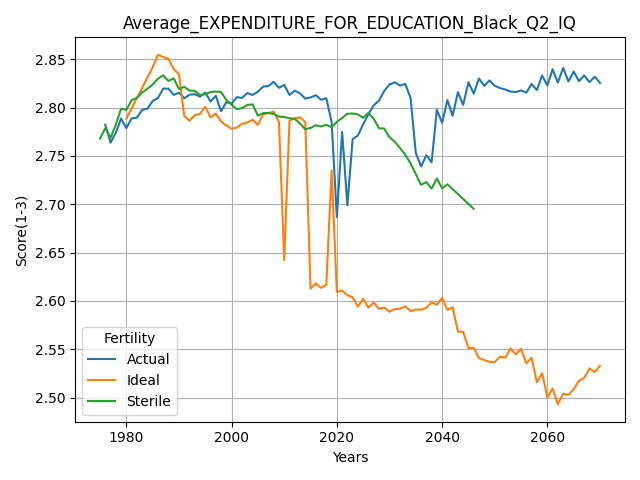 Average_EXPENDITURE_FOR_EDUCATION_Black_Q2_IQ
Score(1-3)
2.85
2.80
2.75
2.70
2.65
2.60
2.55
2.50
Fertility
Actual
Ideal
Sterile
1980
2000
2020
2040
2060
Years